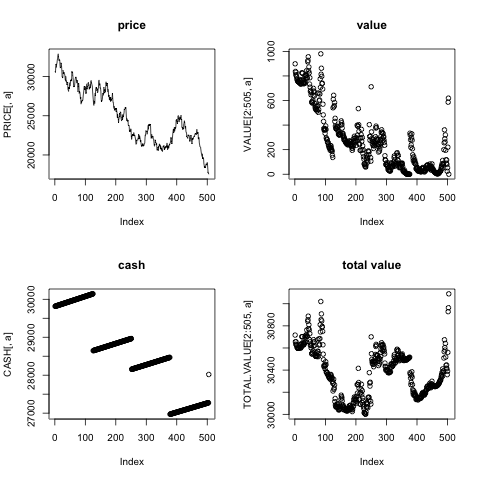 price
PRICE[, a]
20000 25000 30000
0 100 200 300 400 500
Index
value
VALUE[2:505, a]
0 200 600 1000
0 100 200 300 400 500
Index
cash
CASH[, a]
27000 28000 29000 30000
0 100 200 300 400 500
Index
total value
TOTAL.VALUE[2:505, a]
30000 30400 30800
0 100 200 300 400 500
Index